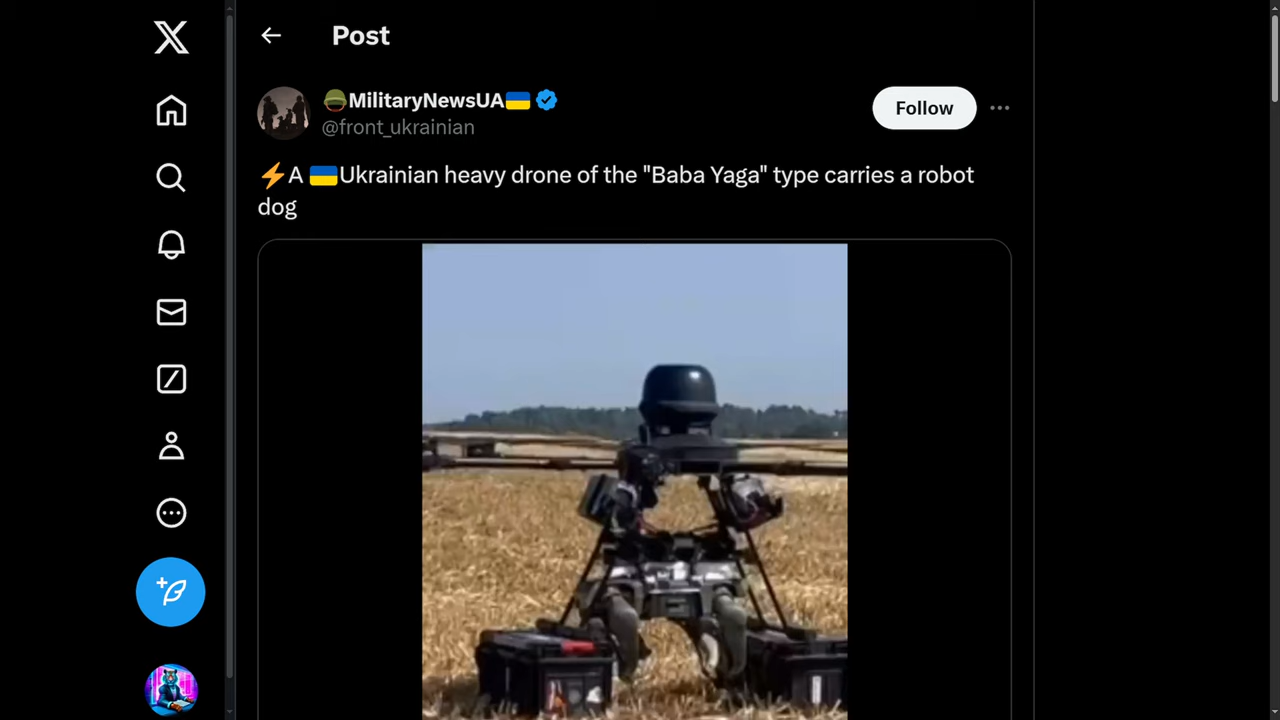 Post
🪖MilitaryNewsUA🇺🇦
@front_ukrainian
Follow
⚡A 🇺🇦Ukrainian heavy drone of the "Baba Yaga" type carries a robot
dog